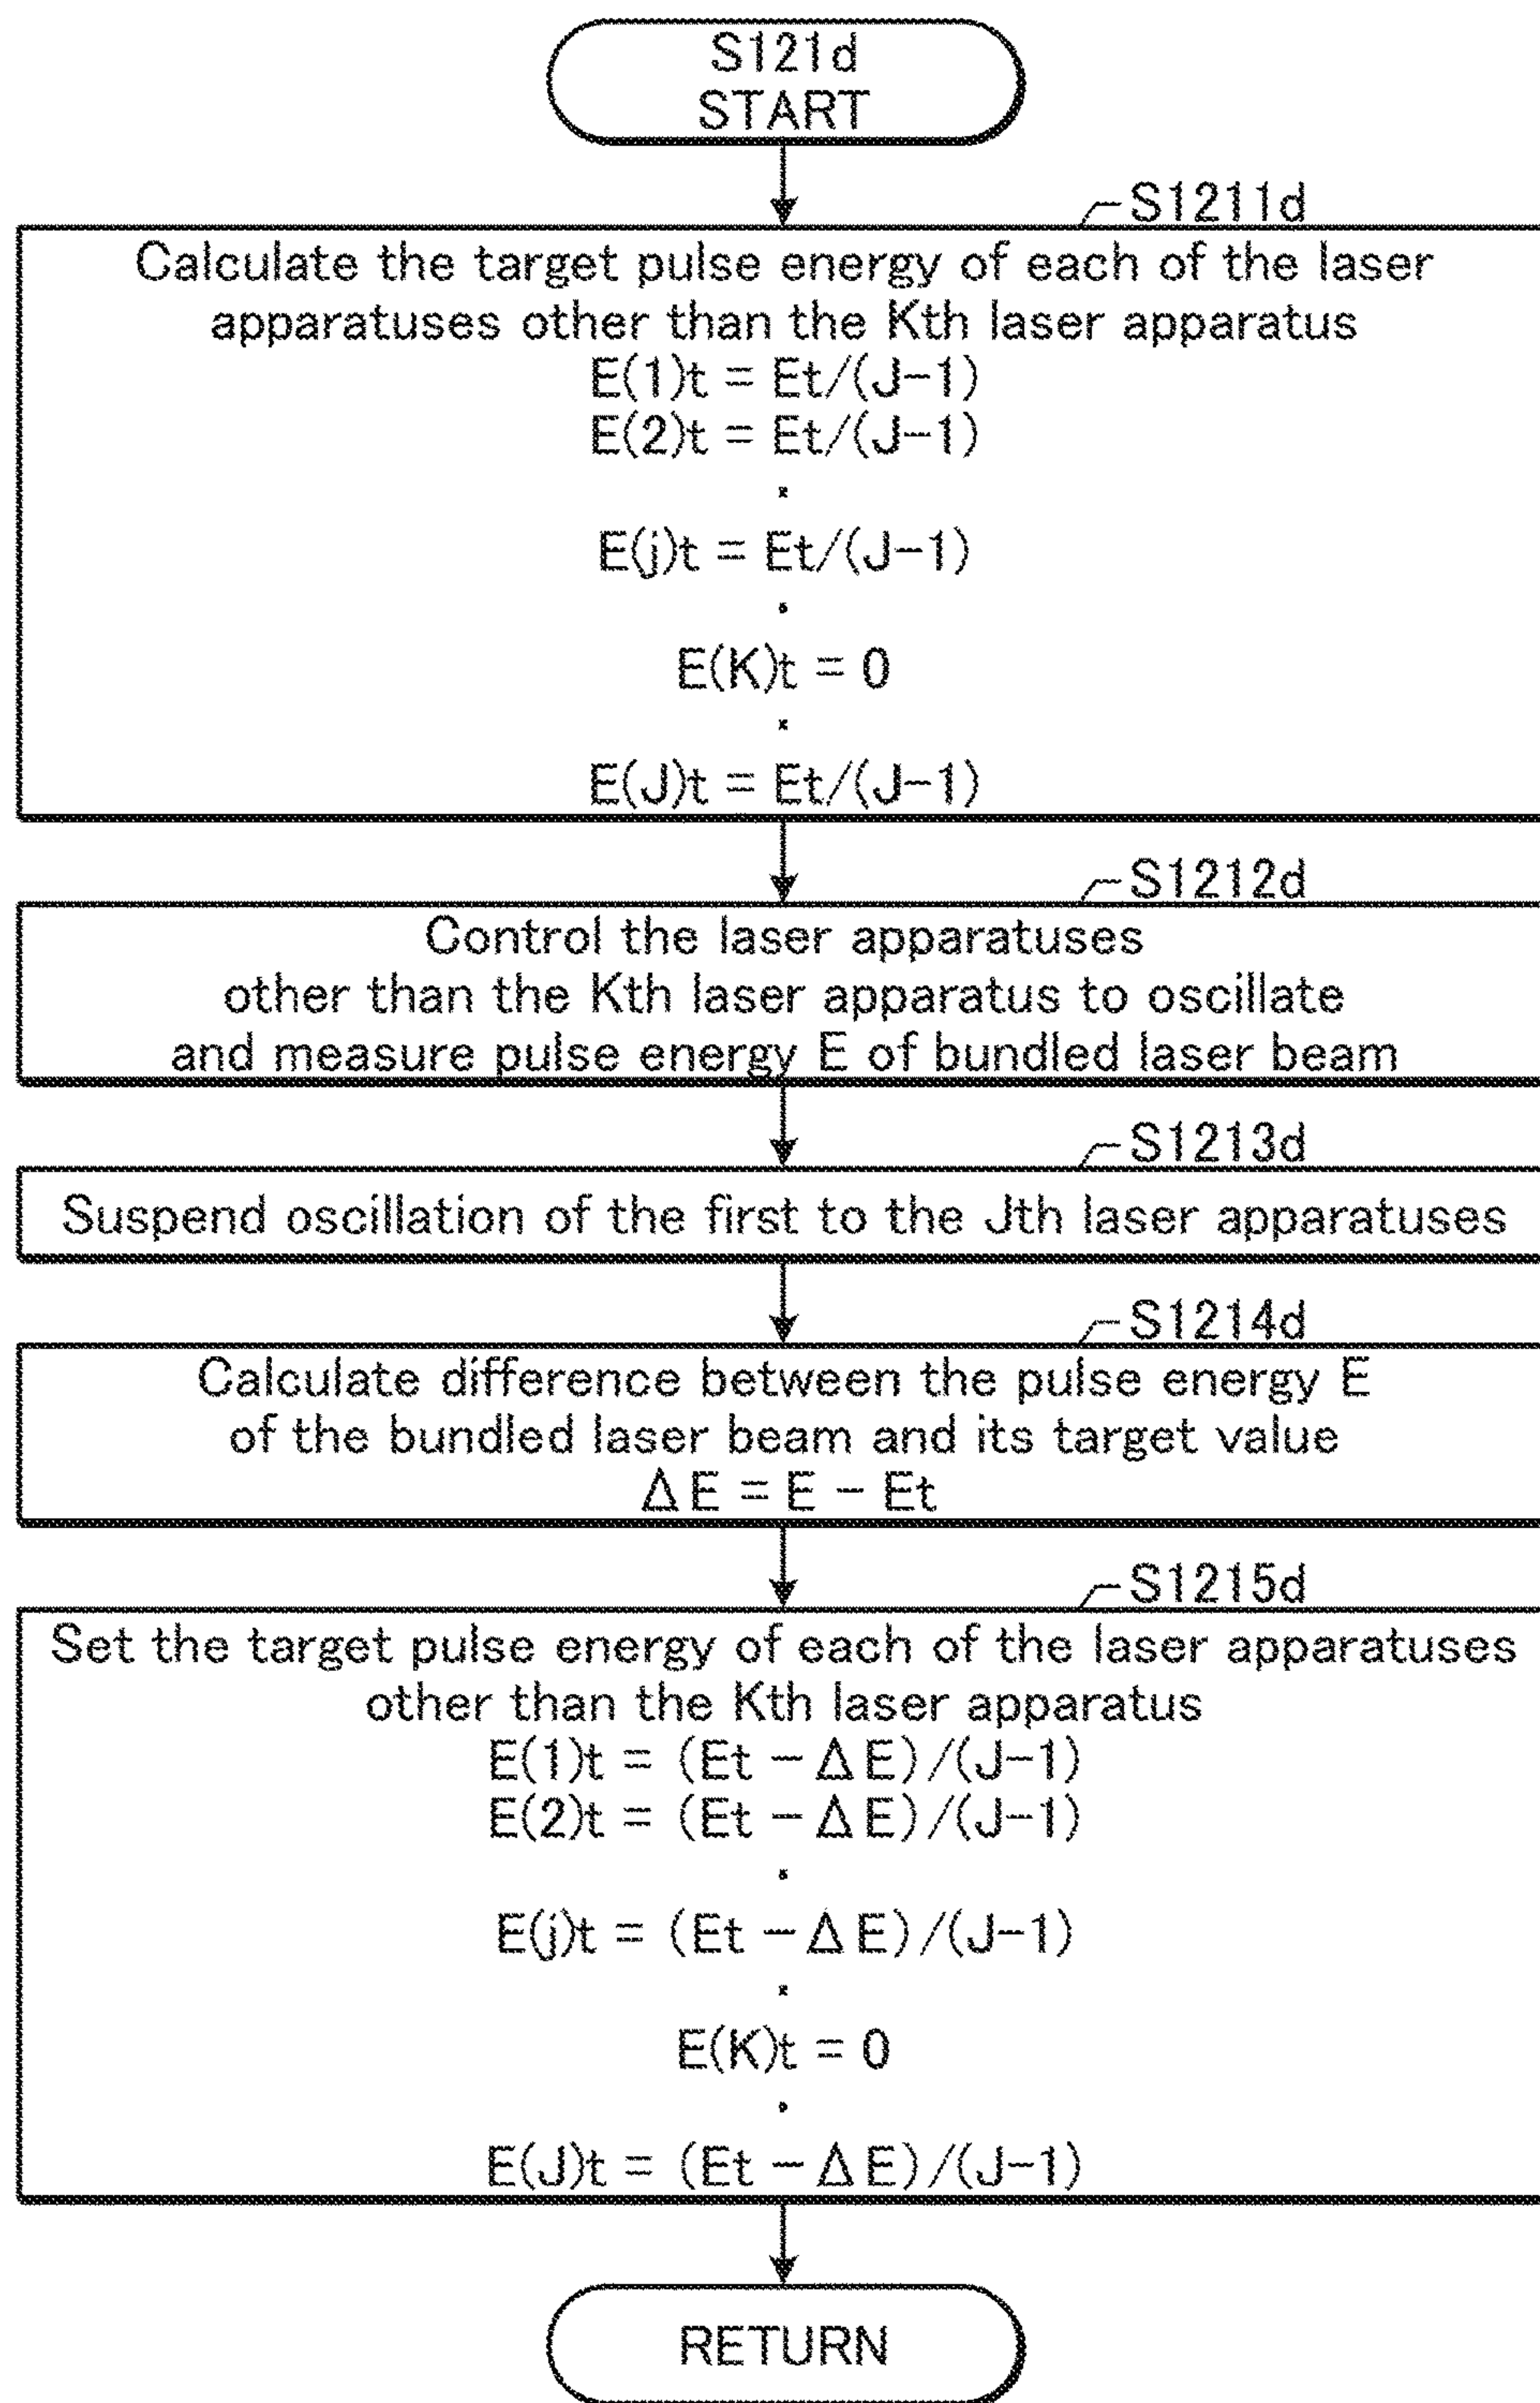 S121d
START
S1211d
Calculate the target pulse energy of each of the laser
apparatuses other than the Kth laser apparatus
E(1)t = Et/(J-1)
E(2)t = Et/(J-1)
.
E(j)t = Et/(J-1)
.
E(K)t = 0
.
E(J)t = Et/(J-1)
S1212d
Control the laser apparatuses
other than the Kth laser apparatus to oscillate
and measure pulse energy E of bundled laser beam
S1213d
Suspend oscillation of the first to the Jth laser apparatuses
S1214d
Calculate difference between the pulse energy E
of the bundled laser beam and its target value
ΔE = E - Et
S1215d
Set the target pulse energy of each of the laser apparatuses
other than the Kth laser apparatus
E(1)t = (Et - ΔE)/(J-1)
E(2)t = (Et - ΔE)/(J-1)
.
E(j)t = (Et - ΔE)/(J-1)
.
E(K)t = 0
.
E(J)t = (Et - ΔE)/(J-1)
RETURN